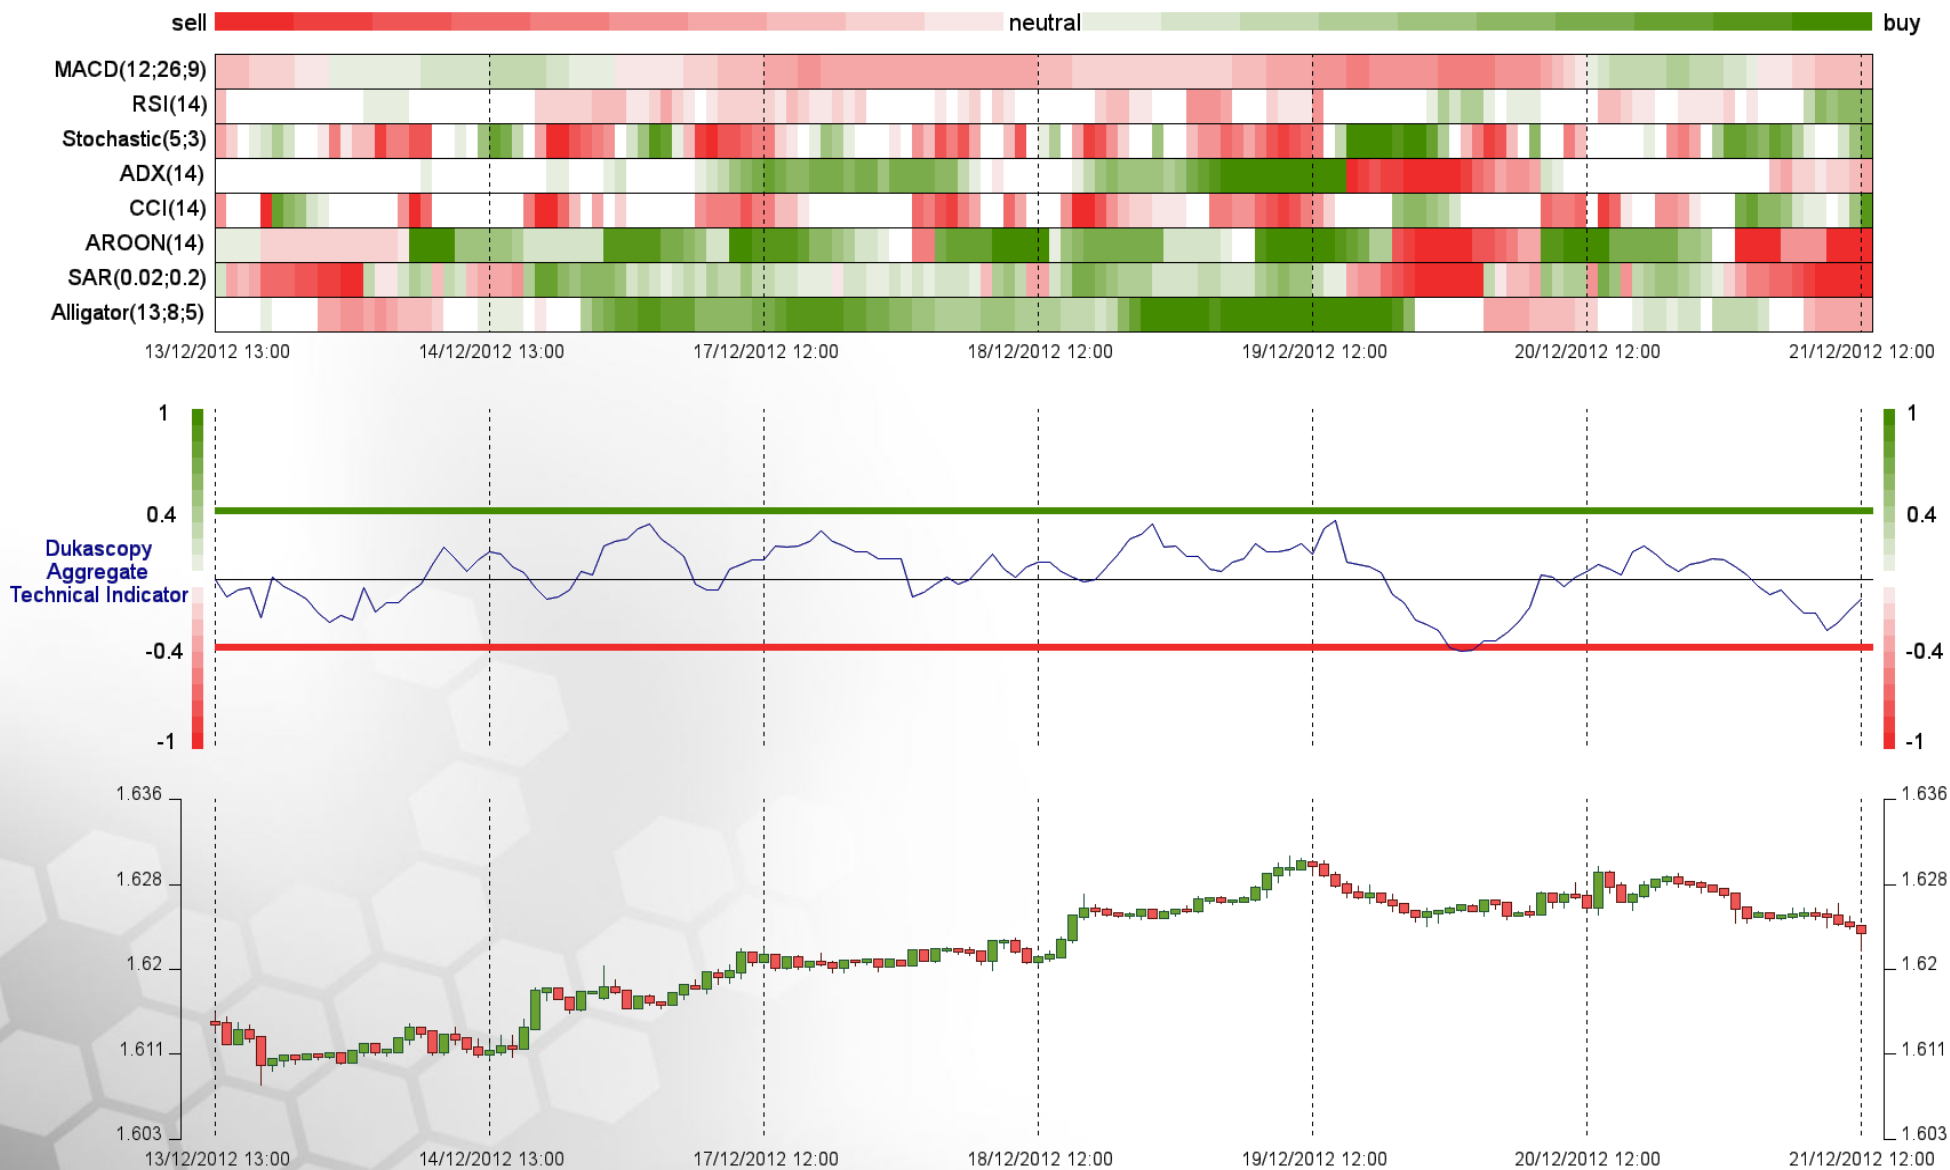 sell neutral buy
MACD(12;26;9)
RSI(14)
Stochastic(5;3)
ADX(14)
CCI(14)
AROON(14)
SAR(0.02;0.2)
Alligator(13;8;5)
13/12/2012 13:00 14/12/2012 13:00 17/12/2012 12:00 18/12/2012 12:00 19/12/2012 12:00 20/12/2012 12:00 21/12/2012 12:00
1 1
0.4 0.4
Dukascopy
Aggregate
Technical Indicator
-0.4 -0.4
-1 -1
1.636 1.636
1.628 1.628
1.62 1.62
1.611 1.611
1.603 1.603
13/12/2012 13:00 14/12/2012 13:00 17/12/2012 12:00 18/12/2012 12:00 19/12/2012 12:00 20/12/2012 12:00 21/12/2012 12:00